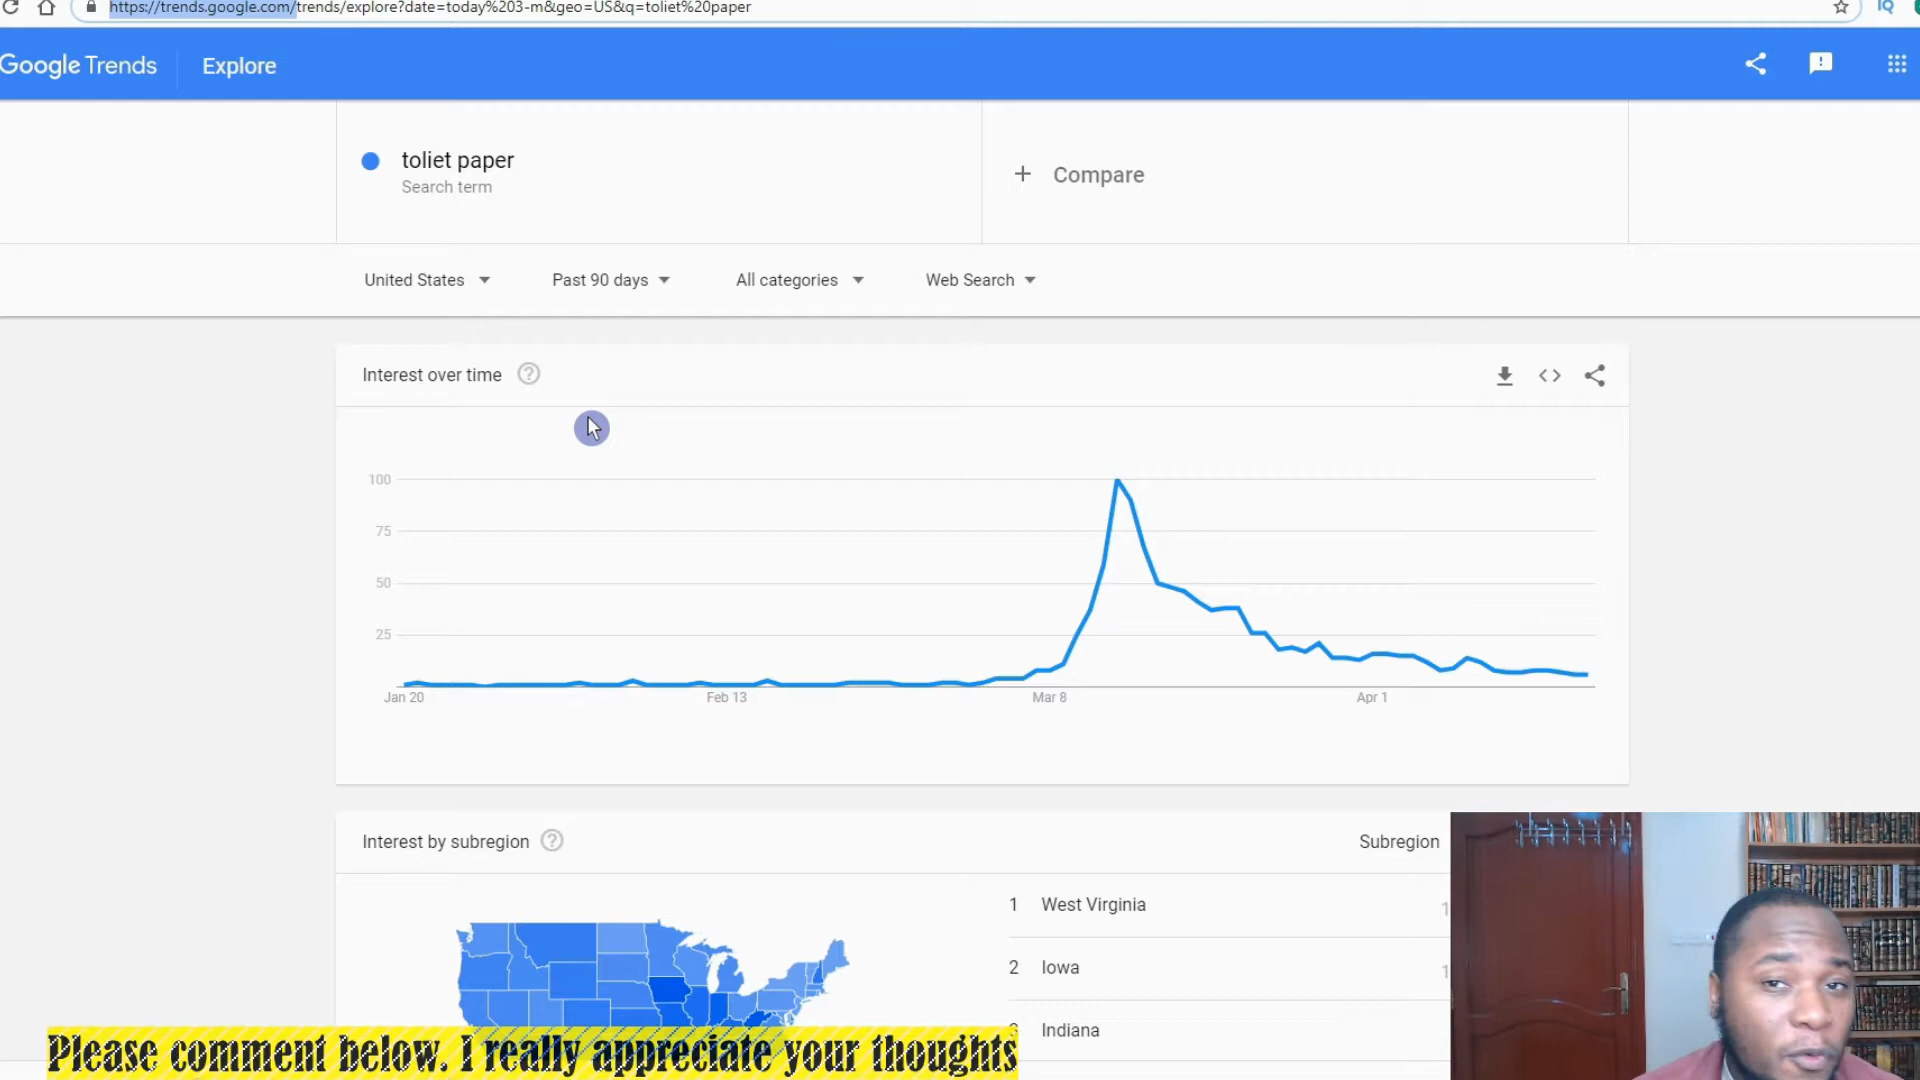 https://trends.google.com/trends/explore?date=today%203-m&geo=US&q=toliet%20paper
IQ
Google Trends
Explore
toliet paper
Search term
+ Compare
United States
Past 90 days
All categories
Web Search
Interest over time
100
75
50
25
Jan 20
Feb 13
Mar 8
Apr 1
Interest by subregion
Subregion
1 West Virginia
2 Iowa
3 Indiana
Please comment below. I really appreciate your thoughts